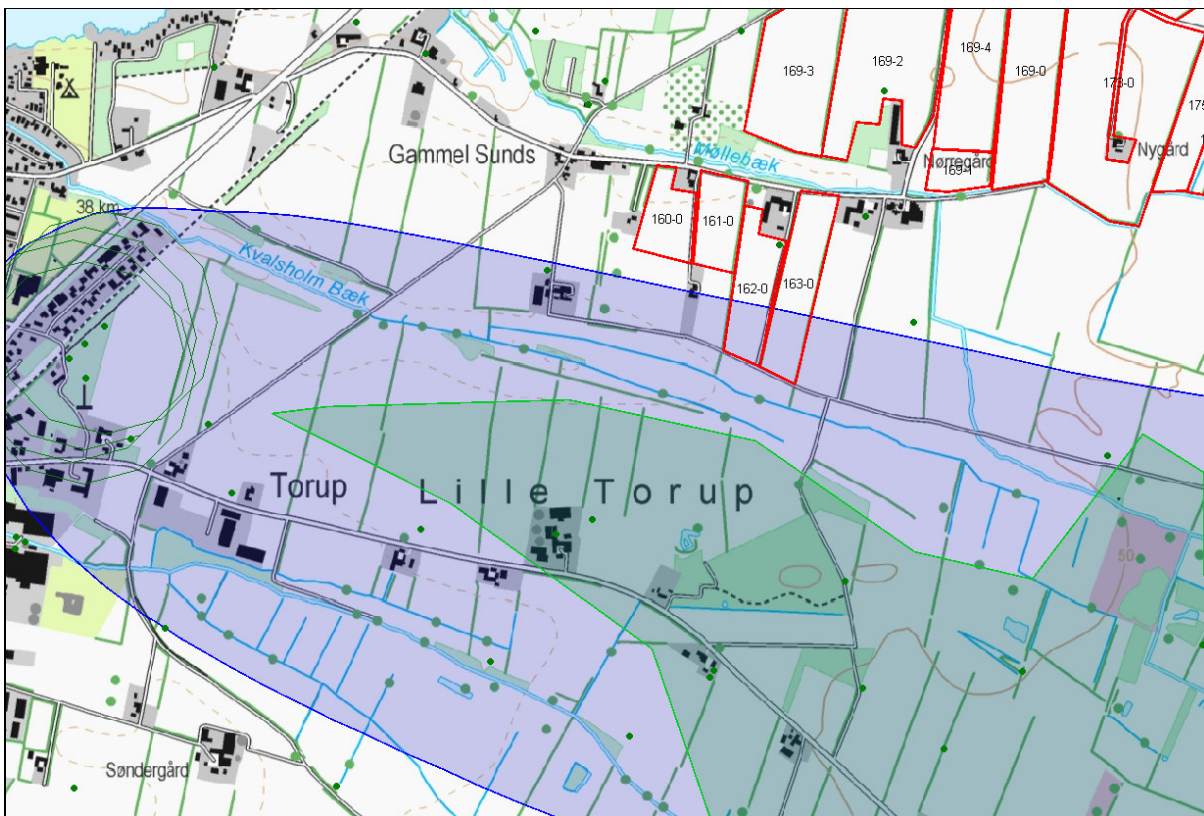 169-4
169-2
169-3
169-0
173-0
Gammel Sunds
Møllebæk
Nørregård
169-1
Nygård
38 km
160-0
161-0
Kvalsholm Bæk
162-0
163-0
Torup
Lille Torup
50
Søndergård